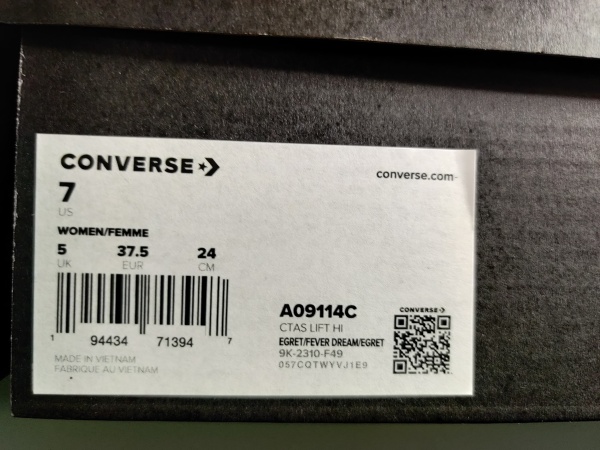 CONVERSE
converse.com
7
US
WOMEN/FEMME
5 37.5 24
UK EUR CM
1 94434 71394 7
MADE IN VIETNAM
FABRIQUE AU VIETNAM
A09114C
CTAS LIFT HI
EGRET/FEVER DREAM/EGRET
9K-2310-F49
057CQTWYVJ1E9
CONVERSE